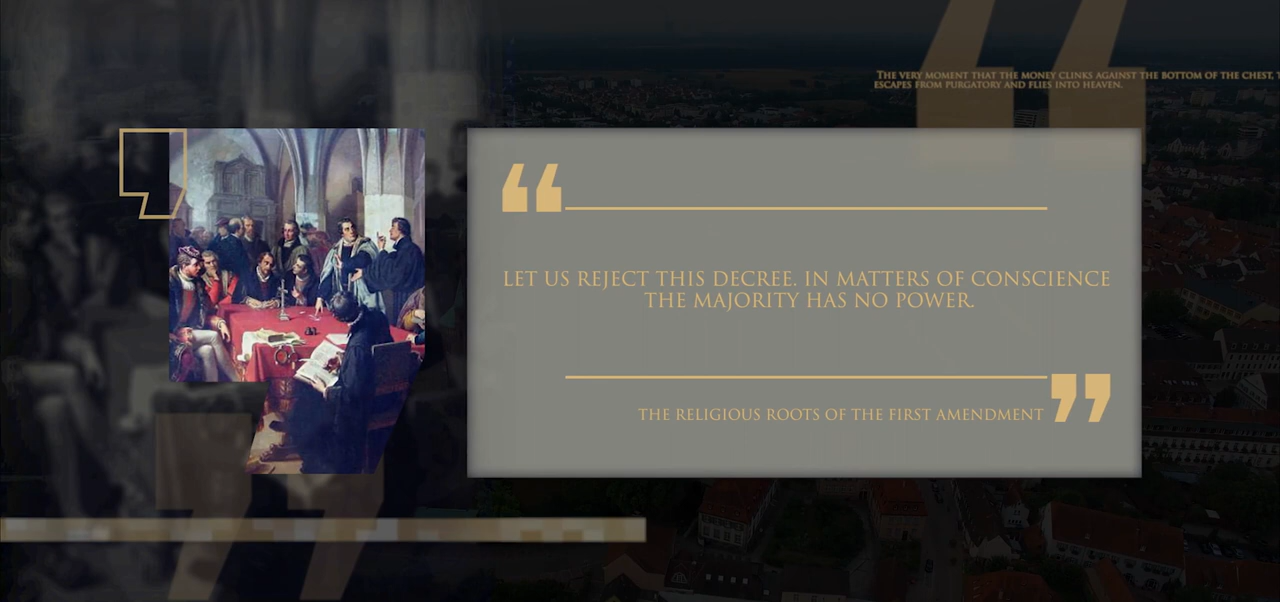 THE VERY MOMENT THAT THE MONEY CLINKS AGAINST THE BOTTOM OF THE CHEST,
ESCAPES FROM PURGATORY AND FLIES INTO HEAVEN.
“
LET US REJECT THIS DECREE. IN MATTERS OF CONSCIENCE
THE MAJORITY HAS NO POWER.
THE RELIGIOUS ROOTS OF THE FIRST AMENDMENT ”